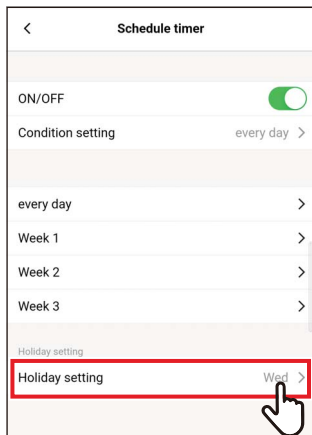 Schedule timer
ON/OFF
Condition setting every day
every day
Week 1
Week 2
Week 3
Holiday setting
Holiday setting Wed